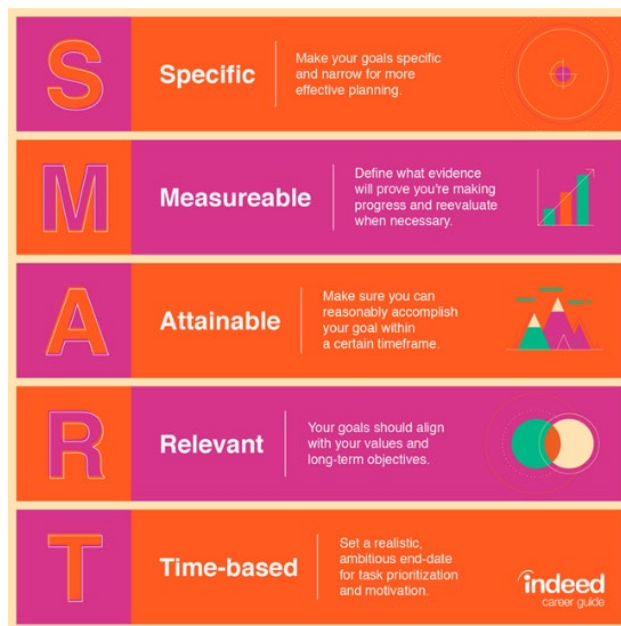 S
Specific
Make your goals specific
and narrow for more
effective planning.
M
Measureable
Define what evidence
will prove you're making
progress and reevaluate
when necessary.
A
Attainable
Make sure you can
reasonably accomplish
your goal within
a certain timeframe.
R
Relevant
Your goals should align
with your values and
long-term objectives.
T
Time-based
Set a realistic,
ambitious end-date
for task prioritization
and motivation.
indeed
career guide